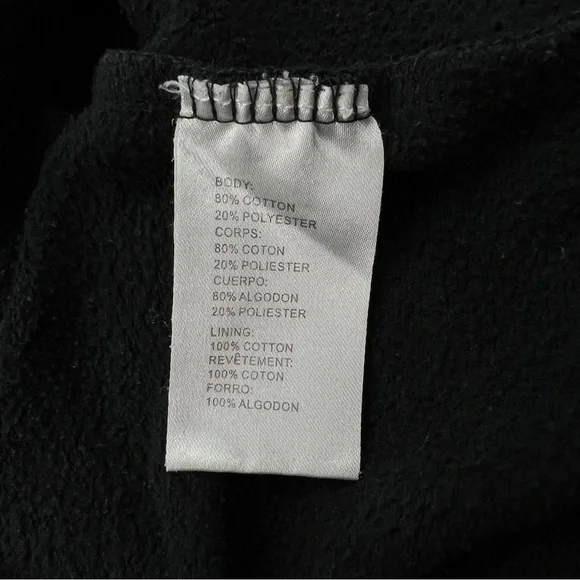 BODY:
80% COTTON
20% POLYESTER
CORPS:
80% COTON
20% POLIESTER
CUERPO:
80% ALGODON
20% POLIESTER
LINING:
100% COTTON
REVÊTEMENT:
100% COTON
FORRO:
100% ALGODON